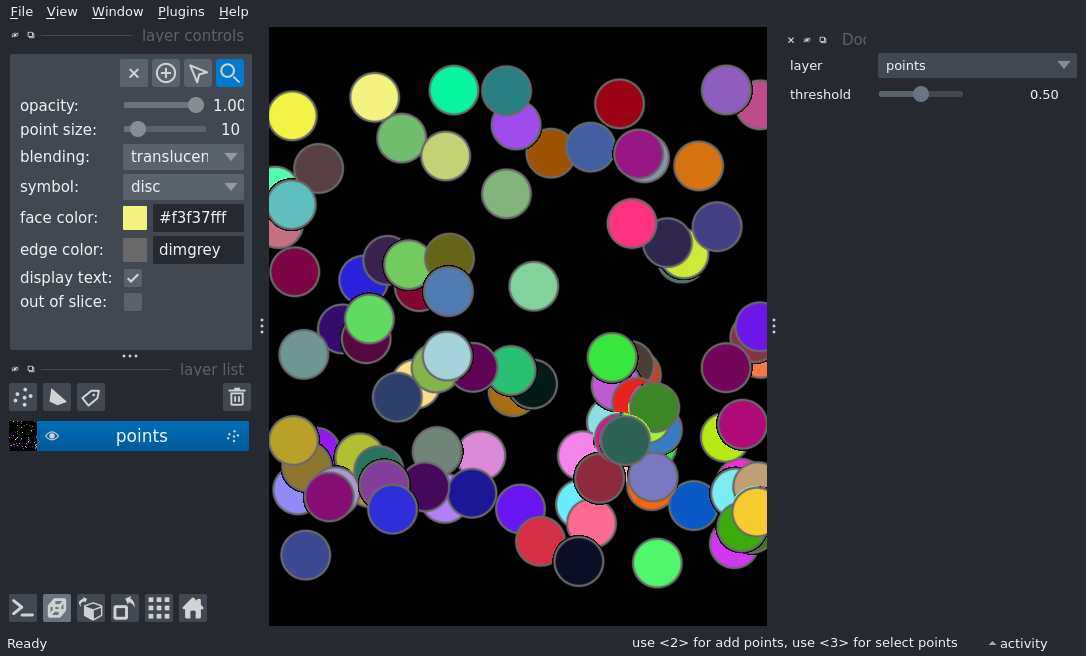 File View Window Plugins Help
layer controls
opacity: 1.00
point size: 10
blending: translucen
symbol: disc
face color: #f3f37fff
edge color: dimgrey
display text:
out of slice:
layer list
points
Ready
layer points
threshold 0.50
use <2> for add points, use <3> for select points
activity